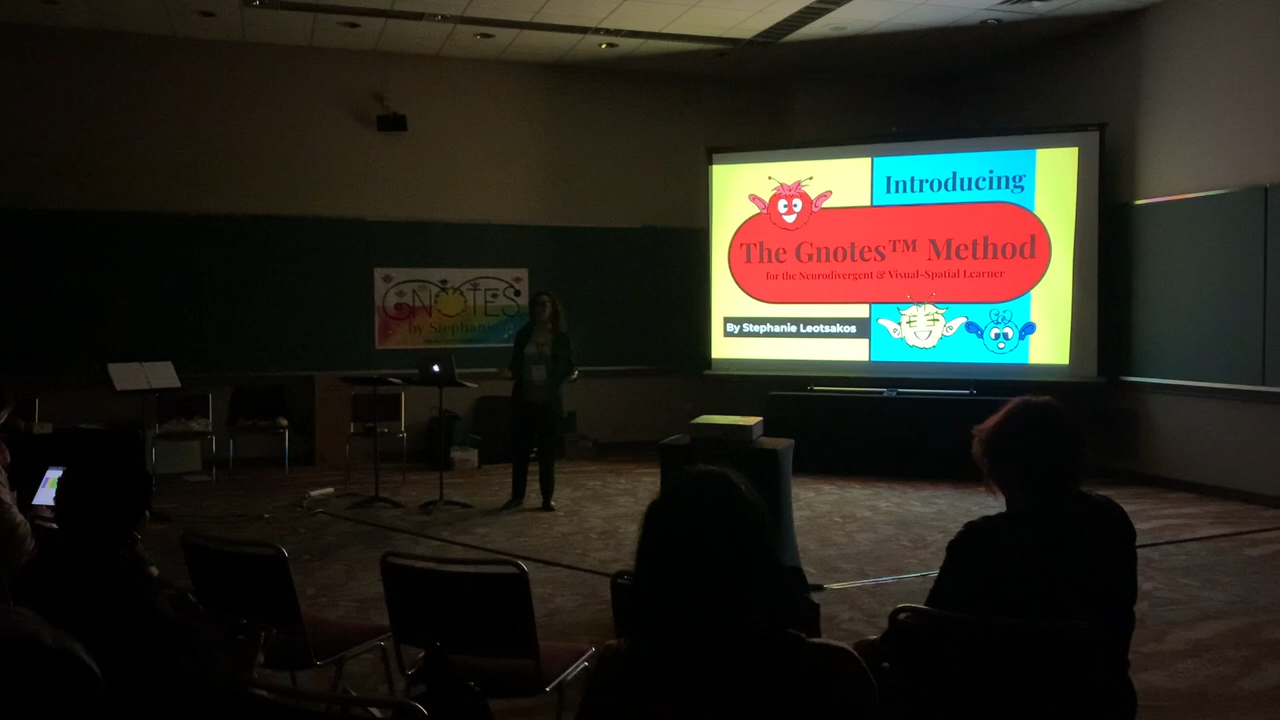 GNOTES
by Stephanie
Introducing
The Gnotes™ Method
for the Neurodivergent & Visual-Spatial Learner
By Stephanie Leotsakos